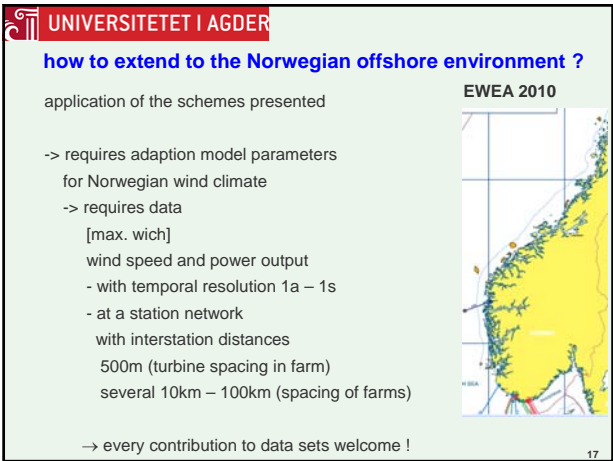 UNIVERSITETET I AGDER
how to extend to the Norwegian offshore environment ?
application of the schemes presented
EWEA 2010
-> requires adaption model parameters
for Norwegian wind climate
-> requires data
[max. wich]
wind speed and power output
- with temporal resolution 1a – 1s
- at a station network
with interstation distances
500m (turbine spacing in farm)
several 10km – 100km (spacing of farms)
→ every contribution to data sets welcome !
17